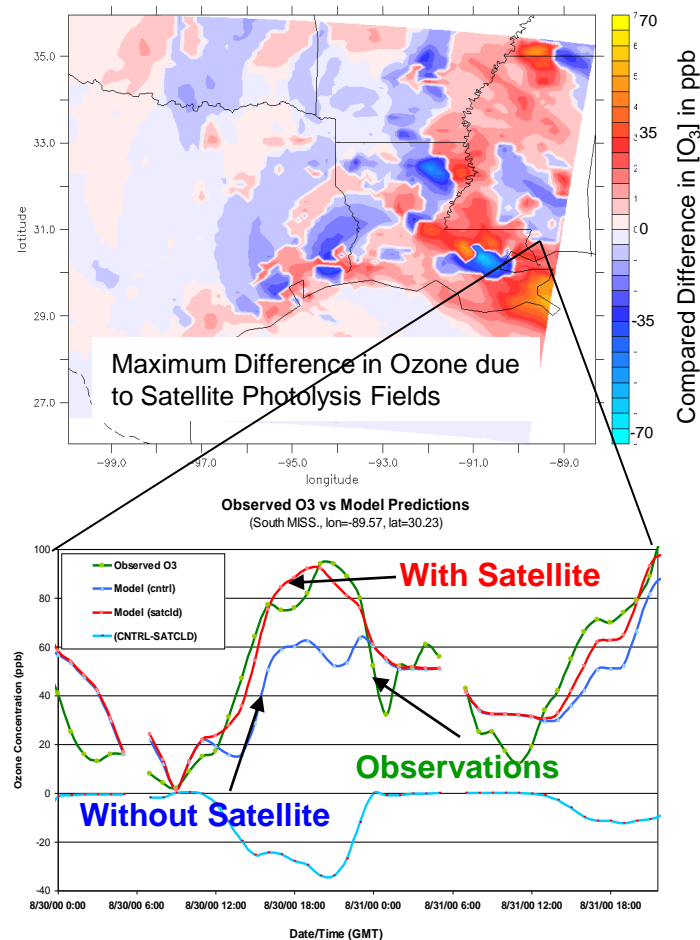 35.0
33.0
31.0
29.0
27.0
latitude
-99.0 -97.0 -95.0 -93.0 -91.0 -89.0
longitude
70
35
0
-35
-70
Compared Difference in [O3] in ppb
Maximum Difference in Ozone due
to Satellite Photolysis Fields
Observed O3 vs Model Predictions
(South MISS., lon=-89.57, lat=30.23)
Observed O3
Model (cntrl)
Model (satcld)
(CNTRL-SATCLD)
With Satellite
Observations
Without Satellite
Ozone Concentration (ppb)
100
80
60
40
20
0
-20
-40
8/30/00 0:00 8/30/00 6:00 8/30/00 12:00 8/30/00 18:00 8/31/00 0:00 8/31/00 6:00 8/31/00 12:00 8/31/00 18:00
Date/Time (GMT)